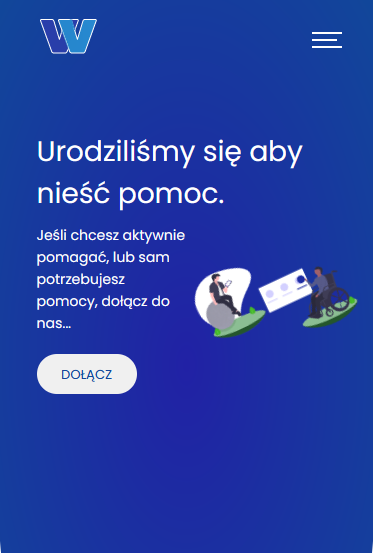 W
Urodziliśmy się aby
nieść pomoc.
Jeśli chcesz aktywnie
pomagać, lub sam
potrzebujesz
pomocy, dołącz do
nas...
DOŁĄCZ